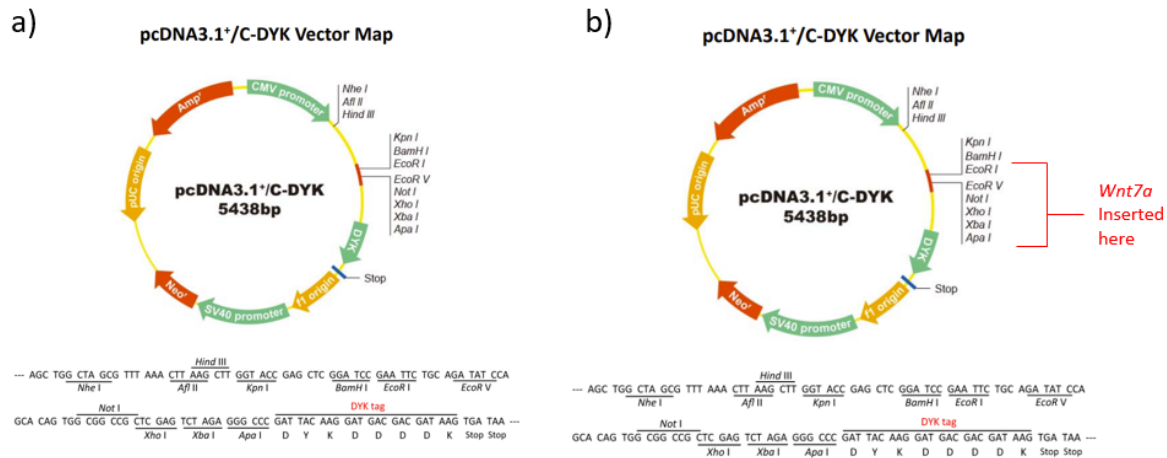 a)
pcDNA3.1⁺/C-DYK Vector Map
CMV promoter
Nhe I
Afl II
Hind III
Kpn I
BamH I
EcoR I
EcoR V
Not I
Xho I
Xba I
Apa I
DYK
Stop
f1 origin
SV40 promoter
Neoʳ
pUC origin
Ampʳ
pcDNA3.1⁺/C-DYK
5438bp
Hind III
--- AGC TGG CTA GCG TTT AAA CTT AAG CTT GGT ACC GAG CTC GGA TCC GAA TTC TGC AGA TAT CCA
Nhe I Afl II Kpn I BamH I EcoR I EcoR V
Not I DYK tag
GCA CAG TGG CGG CCG CTC GAG TCT AGA GGG CCC GAT TAC AAG GAT GAC GAC GAT AAG TGA TAA ---
Xho I Xba I Apa I D Y K D D D D K Stop Stop
b)
pcDNA3.1⁺/C-DYK Vector Map
CMV promoter
Nhe I
Afl II
Hind III
Kpn I
BamH I
EcoR I
EcoR V
Not I
Xho I
Xba I
Apa I
Wnt7a
Inserted
here
DYK
Stop
f1 origin
SV40 promoter
Neoʳ
pUC origin
Ampʳ
pcDNA3.1⁺/C-DYK
5438bp
Hind III
--- AGC TGG CTA GCG TTT AAA CTT AAG CTT GGT ACC GAG CTC GGA TCC GAA TTC TGC AGA TAT CCA
Nhe I Afl II Kpn I BamH I EcoR I EcoR V
Not I DYK tag
GCA CAG TGG CGG CCG CTC GAG TCT AGA GGG CCC GAT TAC AAG GAT GAC GAC GAT AAG TGA TAA ---
Xho I Xba I Apa I D Y K D D D D K Stop Stop